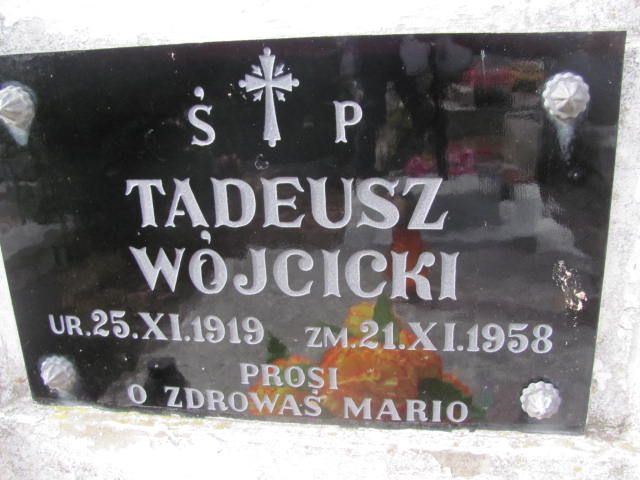 Ś P
TADEUSZ
WÓJCICKI
UR. 25.XI.1919 ZM. 21.XI.1958
PROSI
O ZDROWAŚ MARIO